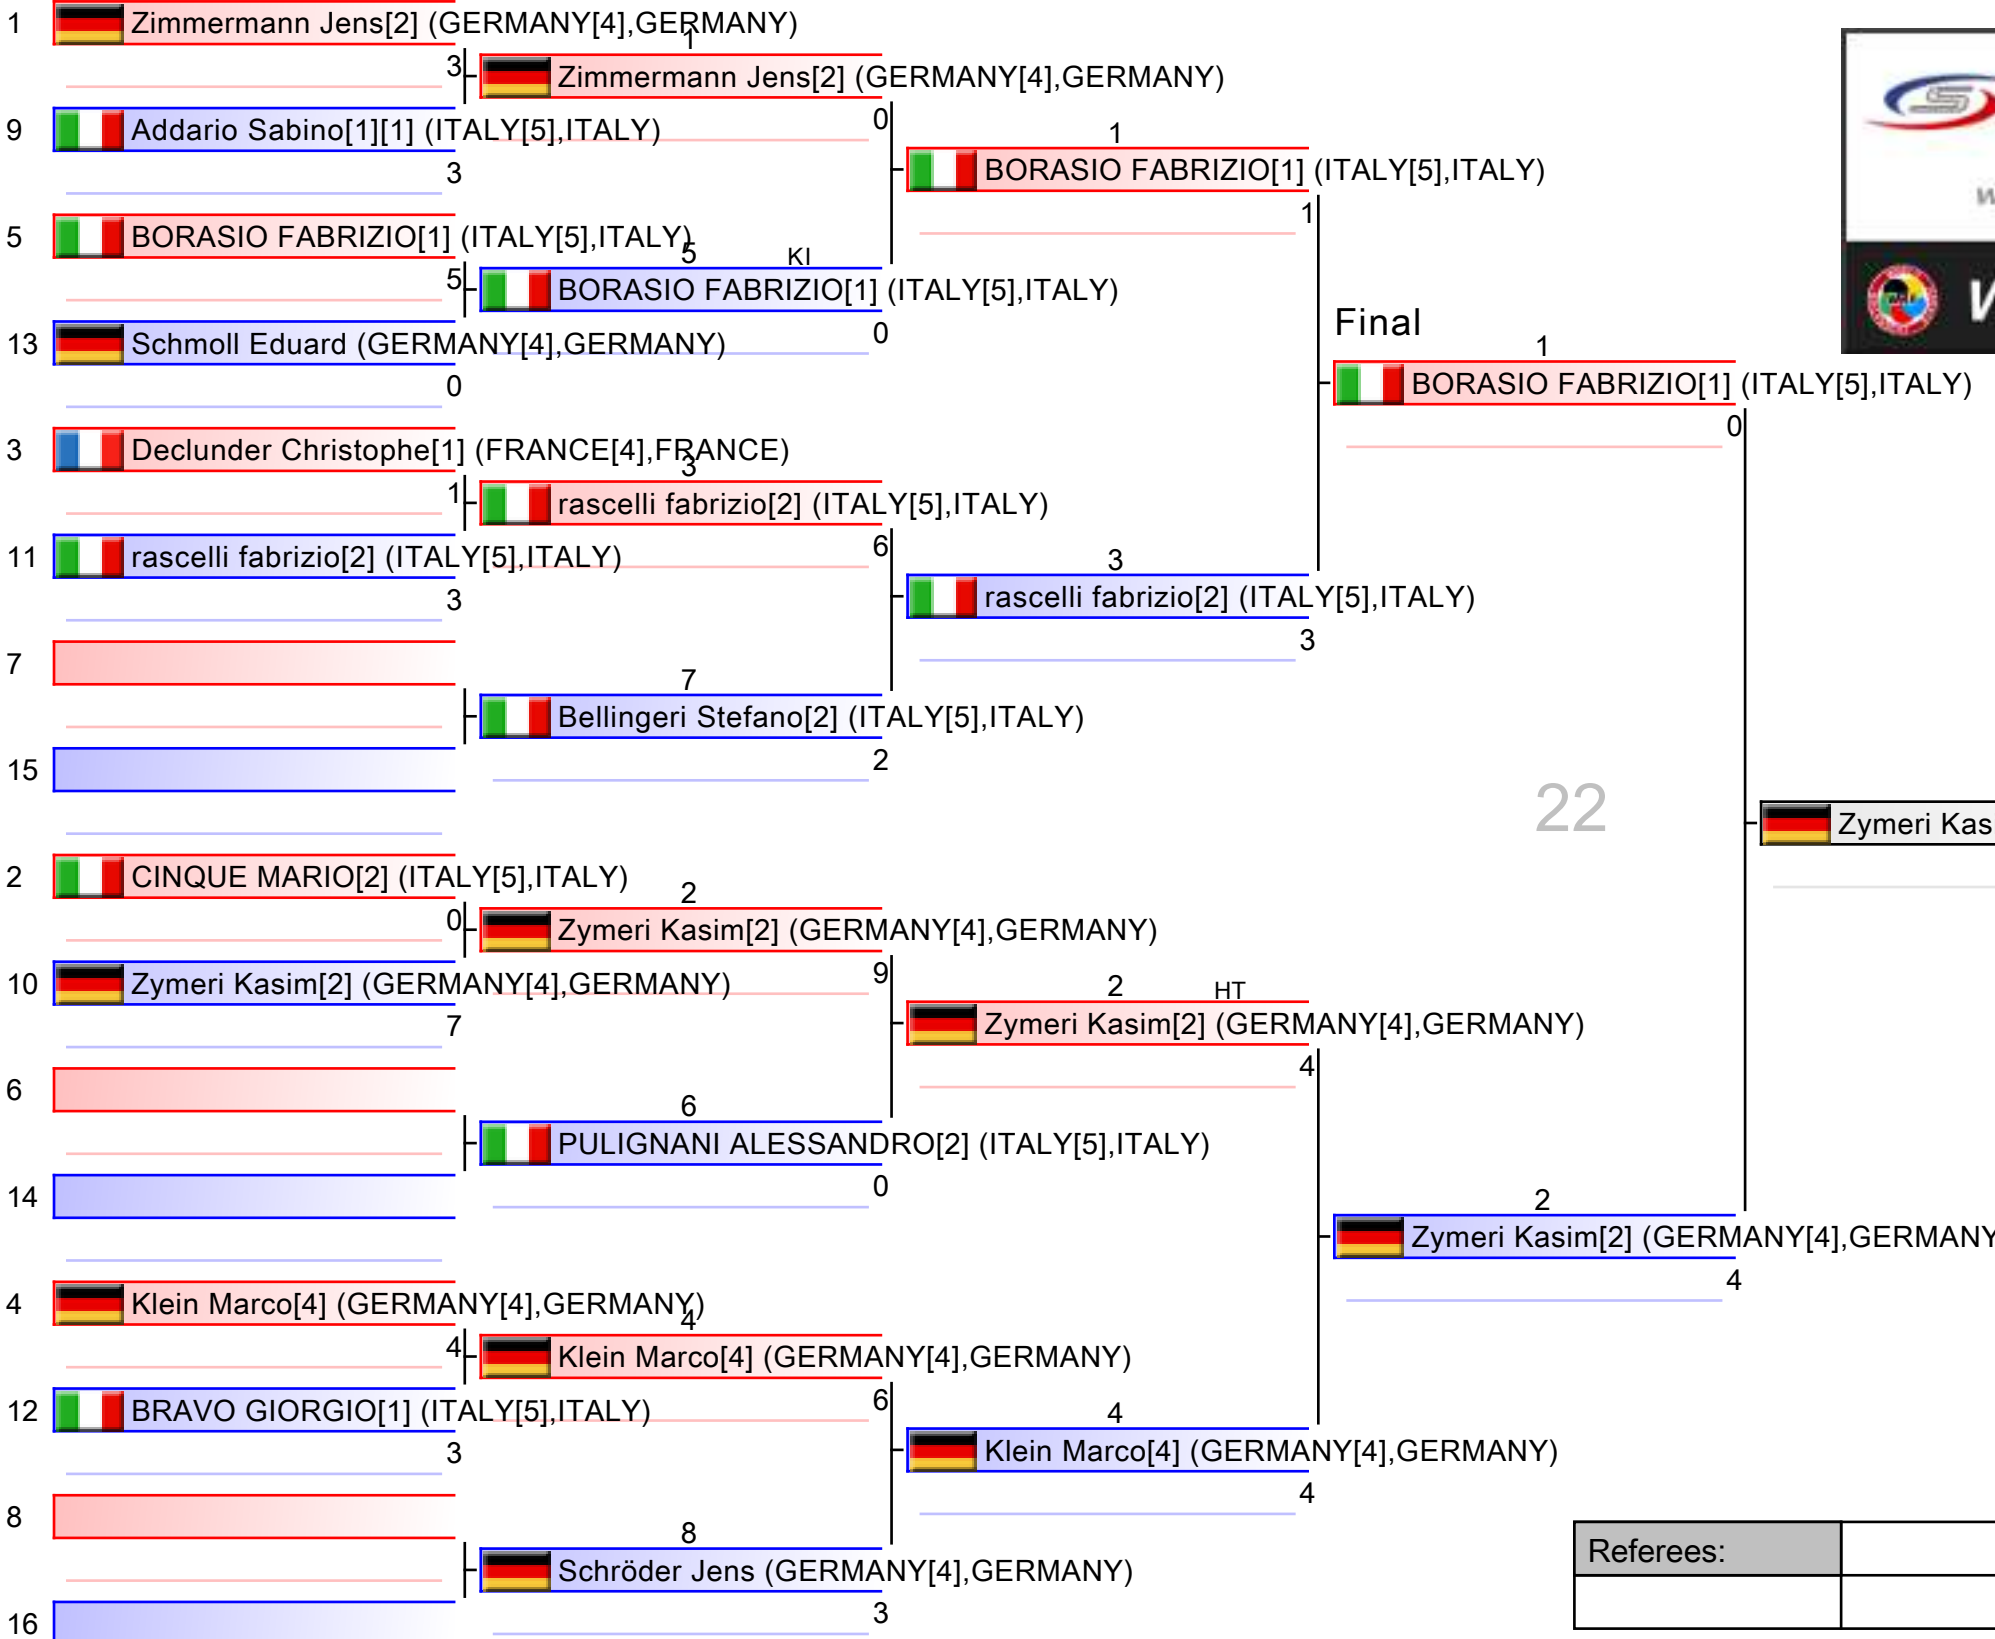 1 Zimmermann Jens[2] (GERMANY[4],GERMANY)
1
3 Zimmermann Jens[2] (GERMANY[4],GERMANY)
9 Addario Sabino[1][1] (ITALY[5],ITALY)
0
1
3
BORASIO FABRIZIO[1] (ITALY[5],ITALY)
1
5 BORASIO FABRIZIO[1] (ITALY[5],ITALY)
5 KI
5 BORASIO FABRIZIO[1] (ITALY[5],ITALY)
13 Schmoll Eduard (GERMANY[4],GERMANY)
0
Final
1
0
BORASIO FABRIZIO[1] (ITALY[5],ITALY)
0
3 Declunder Christophe[1] (FRANCE[4],FRANCE)
3
1 rascelli fabrizio[2] (ITALY[5],ITALY)
11 rascelli fabrizio[2] (ITALY[5],ITALY)
6
3
3
rascelli fabrizio[2] (ITALY[5],ITALY)
3
7
7
Bellingeri Stefano[2] (ITALY[5],ITALY)
2
15
22
Zymeri Kas
2 CINQUE MARIO[2] (ITALY[5],ITALY)
2
0 Zymeri Kasim[2] (GERMANY[4],GERMANY)
10 Zymeri Kasim[2] (GERMANY[4],GERMANY)
9
2 HT
7
Zymeri Kasim[2] (GERMANY[4],GERMANY)
4
6
6
PULIGNANI ALESSANDRO[2] (ITALY[5],ITALY)
0
14
2
Zymeri Kasim[2] (GERMANY[4],GERMANY
4
4 Klein Marco[4] (GERMANY[4],GERMANY)
4
4 Klein Marco[4] (GERMANY[4],GERMANY)
12 BRAVO GIORGIO[1] (ITALY[5],ITALY)
6
4
3
Klein Marco[4] (GERMANY[4],GERMANY)
4
8
8
Schröder Jens (GERMANY[4],GERMANY)
3
16
Referees: